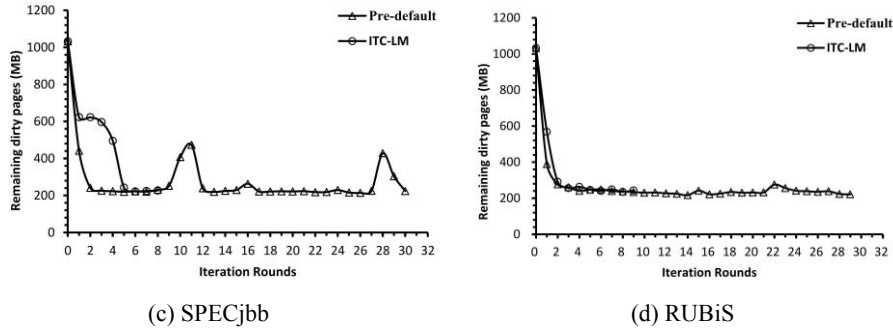 1200
1000
800
600
400
200
0
Remaining dirty pages (MB)
Pre-default
ITC-LM
0 2 4 6 8 10 12 14 16 18 20 22 24 26 28 30 32
Iteration Rounds
(c) SPECjbb
1200
1000
800
600
400
200
0
Remaining dirty pages (MB)
Pre-default
ITC-LM
0 2 4 6 8 10 12 14 16 18 20 22 24 26 28 30 32
Iteration Rounds
(d) RUBiS